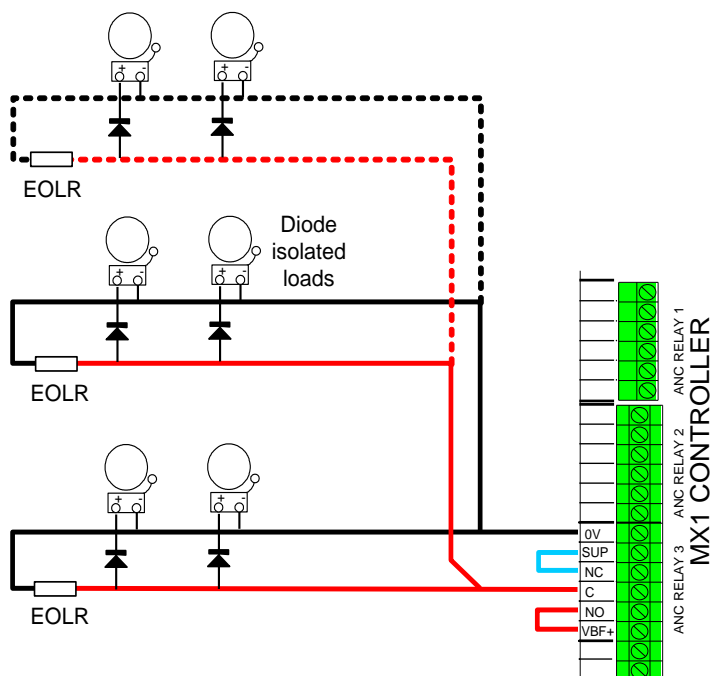 + -
+ -
EOLR
+ -
+ -
Diode
isolated
loads
EOLR
+ -
+ -
EOLR
ANC RELAY 1
ANC RELAY 2
ANC RELAY 3
MX1 CONTROLLER
0V
SUP
NC
C
NO
VBF+